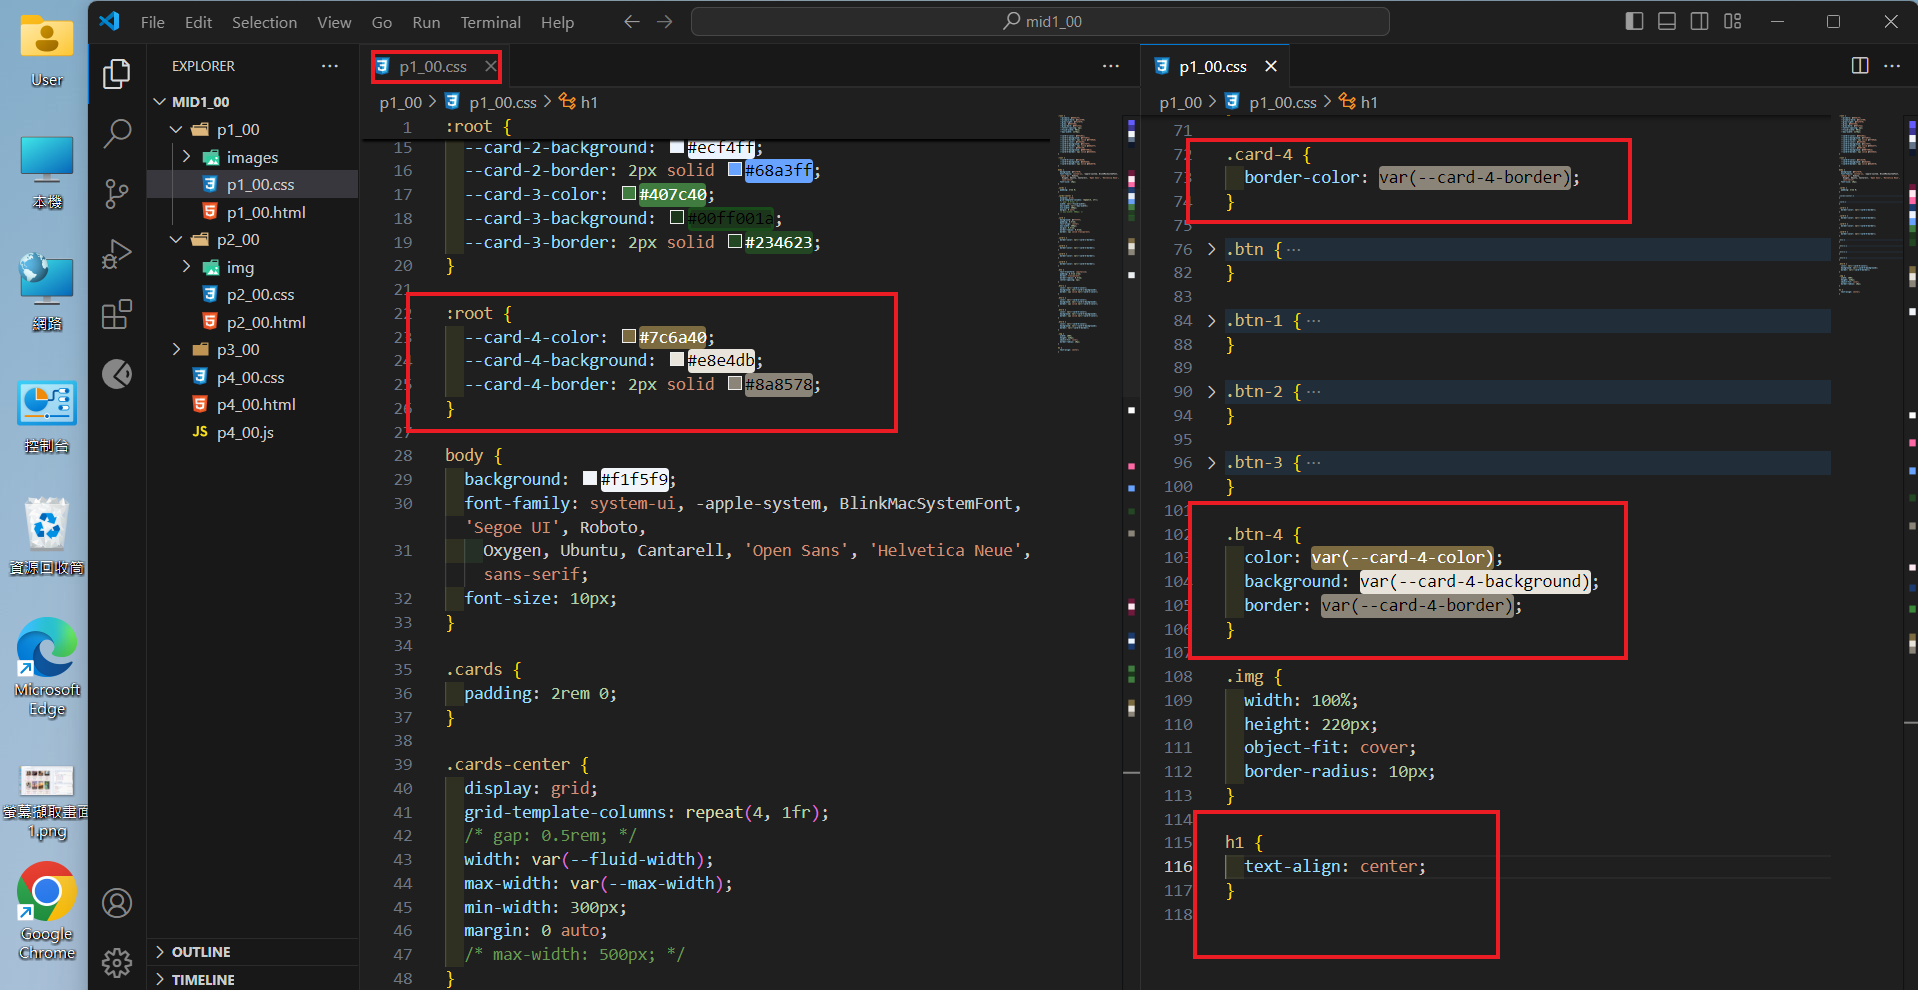 User
本機
網路
控制台
資源回收筒
Microsoft
Edge
螢幕擷取畫面
1.png
Google
Chrome
File Edit Selection View Go Run Terminal Help
mid1_00
EXPLORER
MID1_00
p1_00
images
p1_00.css
p1_00.html
p2_00
img
p2_00.css
p2_00.html
p3_00
p4_00.css
p4_00.html
JS p4_00.js
OUTLINE
TIMELINE
p1_00.css
p1_00 > p1_00.css > h1
1 :root {
15 --card-2-background: #ecf4ff;
16 --card-2-border: 2px solid #68a3ff;
17 --card-3-color: #407c40;
18 --card-3-background: #00ff001a;
19 --card-3-border: 2px solid #234623;
20 }
21
22 :root {
23 --card-4-color: #7c6a40;
24 --card-4-background: #e8e4db;
25 --card-4-border: 2px solid #8a8578;
26 }
27
28 body {
29 background: #f1f5f9;
30 font-family: system-ui, -apple-system, BlinkMacSystemFont,
'Segoe UI', Roboto,
31 Oxygen, Ubuntu, Cantarell, 'Open Sans', 'Helvetica Neue',
sans-serif;
32 font-size: 10px;
33 }
34
35 .cards {
36 padding: 2rem 0;
37 }
38
39 .cards-center {
40 display: grid;
41 grid-template-columns: repeat(4, 1fr);
42 /* gap: 0.5rem; */
43 width: var(--fluid-width);
44 max-width: var(--max-width);
45 min-width: 300px;
46 margin: 0 auto;
47 /* max-width: 500px; */
48 }
p1_00.css
p1_00 > p1_00.css > h1
71
72 .card-4 {
73 border-color: var(--card-4-border);
74 }
75
76 .btn { ···
82 }
83
84 .btn-1 { ···
88 }
89
90 .btn-2 { ···
94 }
95
96 .btn-3 { ···
100 }
101
102 .btn-4 {
103 color: var(--card-4-color);
104 background: var(--card-4-background);
105 border: var(--card-4-border);
106 }
107
108 .img {
109 width: 100%;
110 height: 220px;
111 object-fit: cover;
112 border-radius: 10px;
113 }
114
115 h1 {
116 text-align: center;
117 }
118